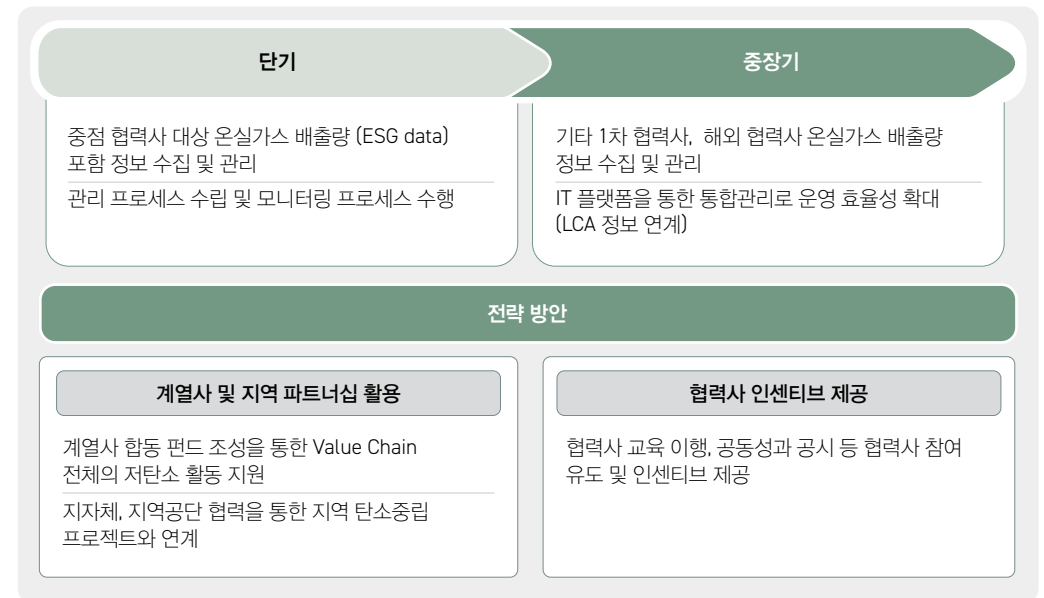 단기
중장기
중점 협력사 대상 온실가스 배출량 (ESG data)
포함 정보 수집 및 관리
관리 프로세스 수립 및 모니터링 프로세스 수행
기타 1차 협력사, 해외 협력사 온실가스 배출량
정보 수집 및 관리
IT 플랫폼을 통한 통합관리로 운영 효율성 확대
(LCA 정보 연계)
전략 방안
계열사 및 지역 파트너십 활용
계열사 합동 펀드 조성을 통한 Value Chain
전체의 저탄소 활동 지원
지자체, 지역공단 협력을 통한 지역 탄소중립
프로젝트와 연계
협력사 인센티브 제공
협력사 교육 이행, 공동성과 공시 등 협력사 참여
유도 및 인센티브 제공